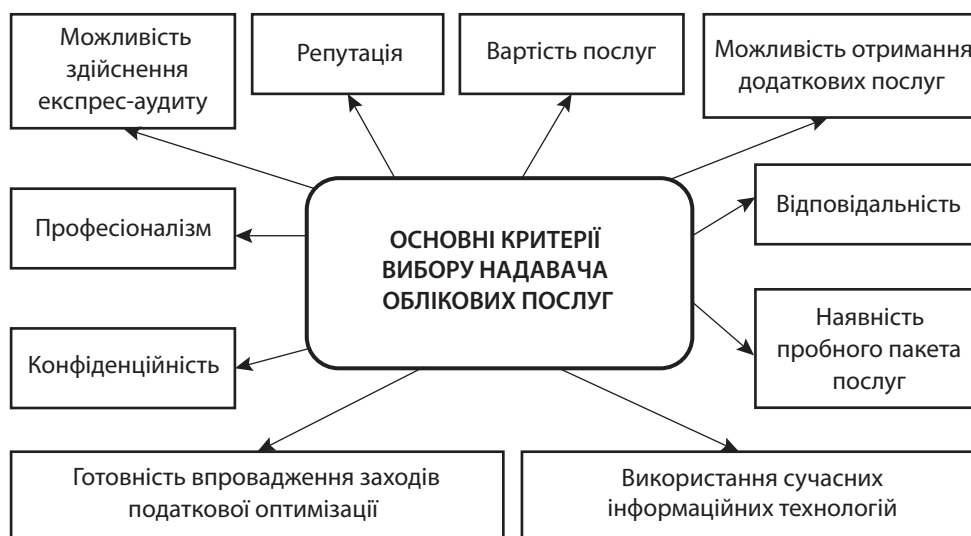 Можливість
здійснення
експрес-аудиту
Репутація
Вартість послуг
Можливість отримання
додаткових послуг
Професіоналізм
ОСНОВНІ КРИТЕРІЇ
ВИБОРУ НАДАВАЧА
ОБЛІКОВИХ ПОСЛУГ
Відповідальність
Конфіденційність
Наявність
пробного пакета
послуг
Готовність впровадження заходів
податкової оптимізації
Використання сучасних
інформаційних технологій